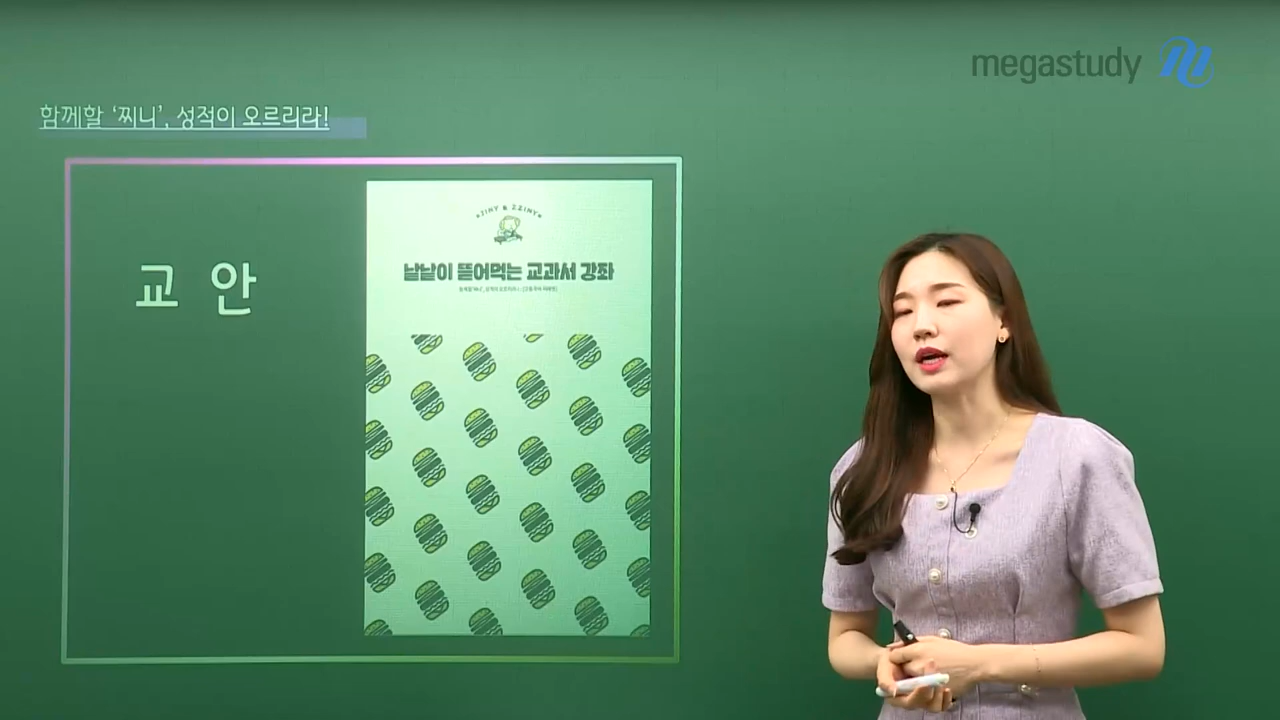 megastudy
함께할 ‘찌니’, 성적이 오르리라!
교 안
JINY & ZZINY
낱낱이 뜯어먹는 교과서 강좌